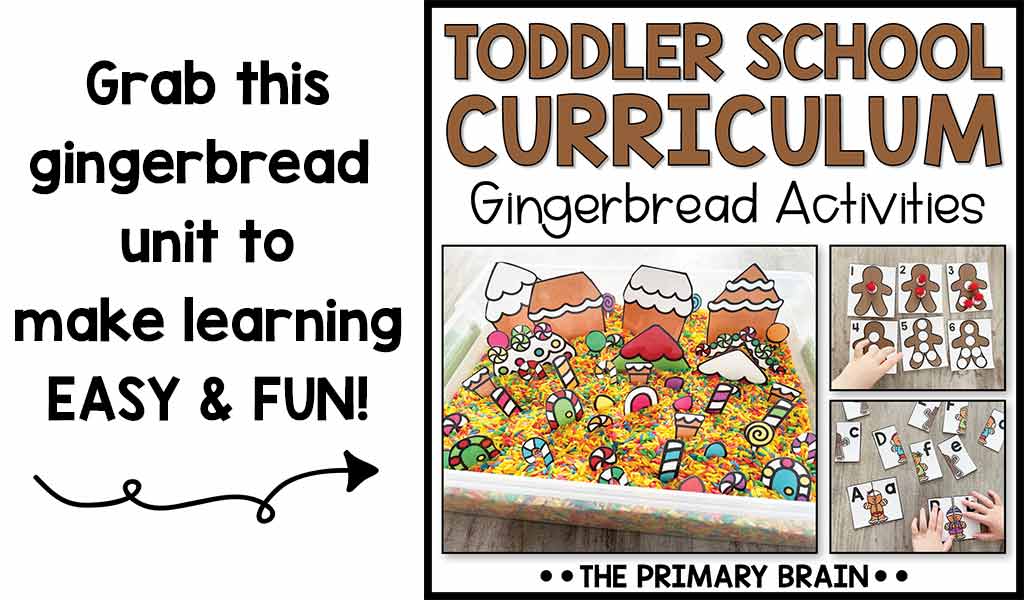 Grab this
gingerbread
unit to
make learning
EASY & FUN!
TODDLER SCHOOL
CURRICULUM
Gingerbread Activities
1 2 3
4 5 6
c
D
f
e
d
A a
••THE PRIMARY BRAIN••